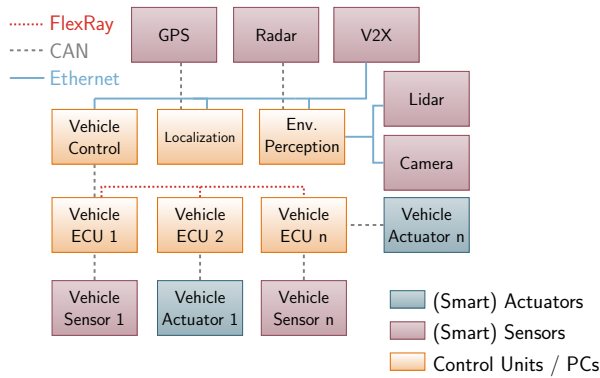 FlexRay
CAN
Ethernet
GPS
Radar
V2X
Lidar
Camera
Vehicle
Control
Localization
Env.
Perception
Vehicle
ECU 1
Vehicle
ECU 2
Vehicle
ECU n
Vehicle
Actuator n
Vehicle
Sensor 1
Vehicle
Actuator 1
Vehicle
Sensor n
(Smart) Actuators
(Smart) Sensors
Control Units / PCs